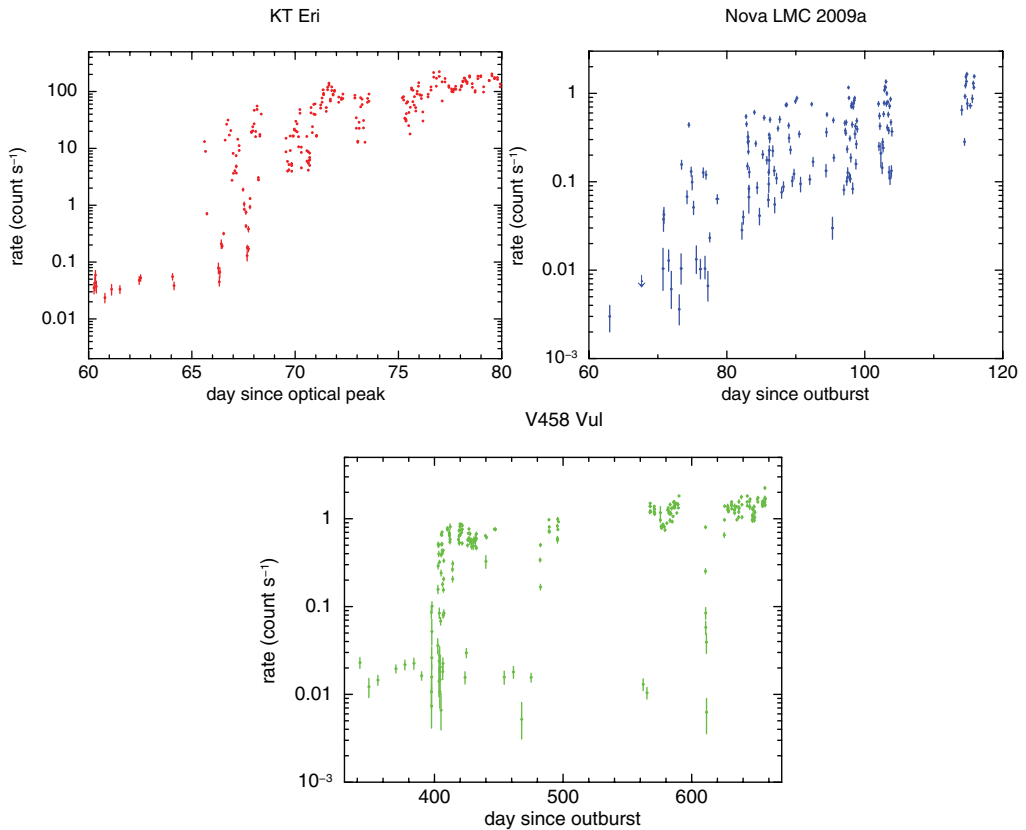 KT Eri
100
10
1
0.1
0.01
rate (count s⁻¹)
60 65 70 75 80
day since optical peak
Nova LMC 2009a
1
0.1
0.01
10⁻³
rate (count s⁻¹)
60 80 100 120
day since outburst
V458 Vul
1
0.1
0.01
10⁻³
rate (count s⁻¹)
400 500 600
day since outburst